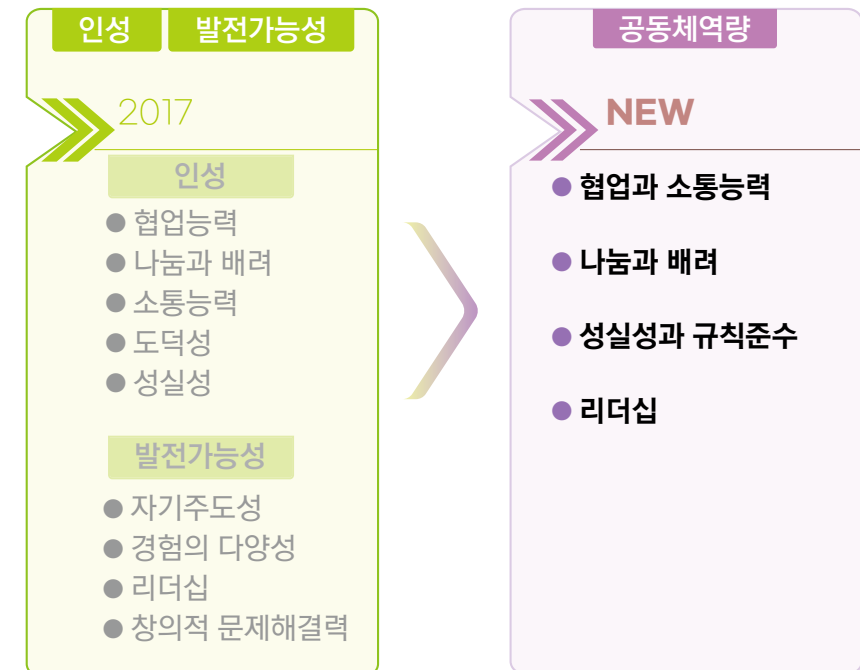 인성 발전가능성
2017
인성
● 협업능력
● 나눔과 배려
● 소통능력
● 도덕성
● 성실성
발전가능성
● 자기주도성
● 경험의 다양성
● 리더십
● 창의적 문제해결력
공동체역량
NEW
● 협업과 소통능력
● 나눔과 배려
● 성실성과 규칙준수
● 리더십